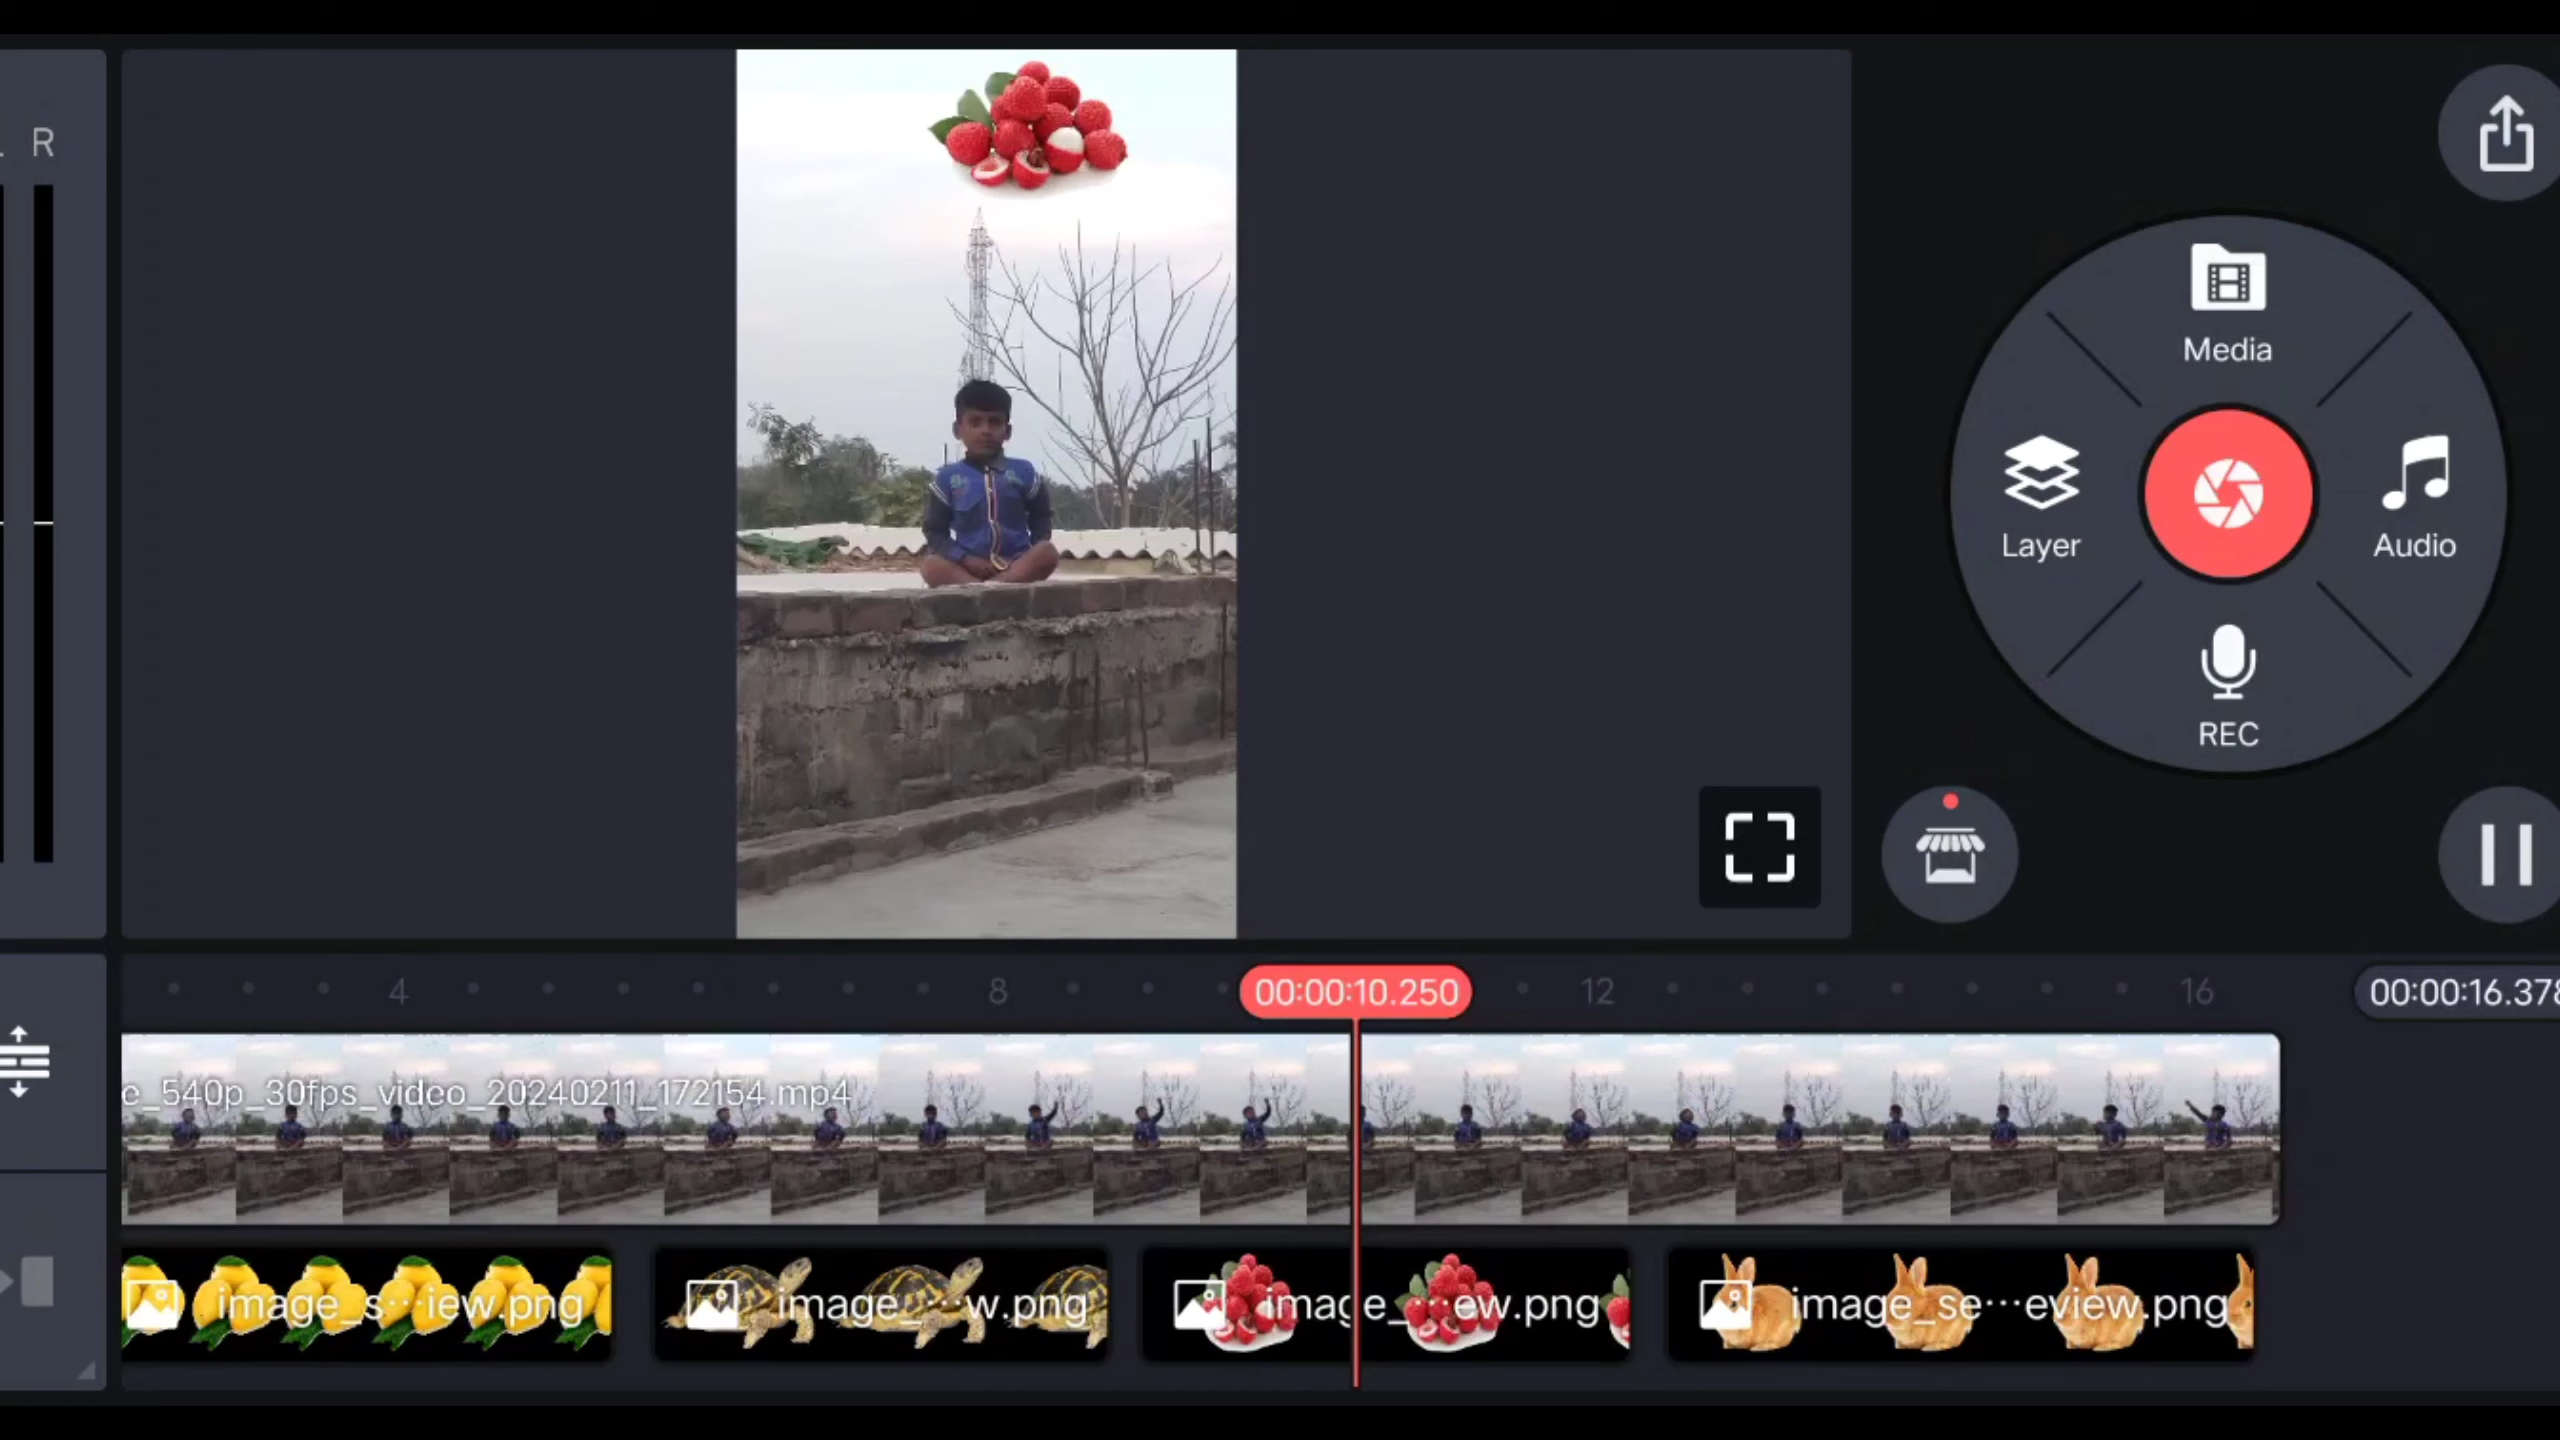 R
Media
Layer
Audio
REC
4
8
00:00:10.250
12
16
00:00:16.378
e_540p_30fps_video_20240211_172154.mp4
image_s···iew.png
image_···w.png
image_···ew.png
image_se···eview.png